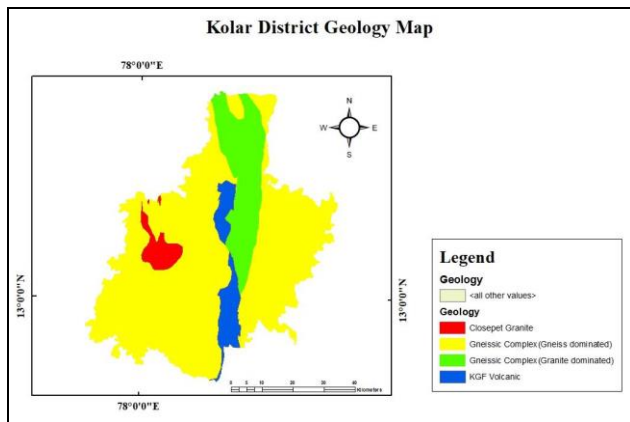 Kolar District Geology Map
78°0'0"E
N
W E
S
13°0'0"N
13°0'0"N
Legend
Geology
<all other values>
Geology
Closepet Granite
Gneissic Complex(Gneiss dominated)
Gneissic Complex(Granite dominated)
KGF Volcanic
0 5 10 20 30 40
Kilometers
78°0'0"E